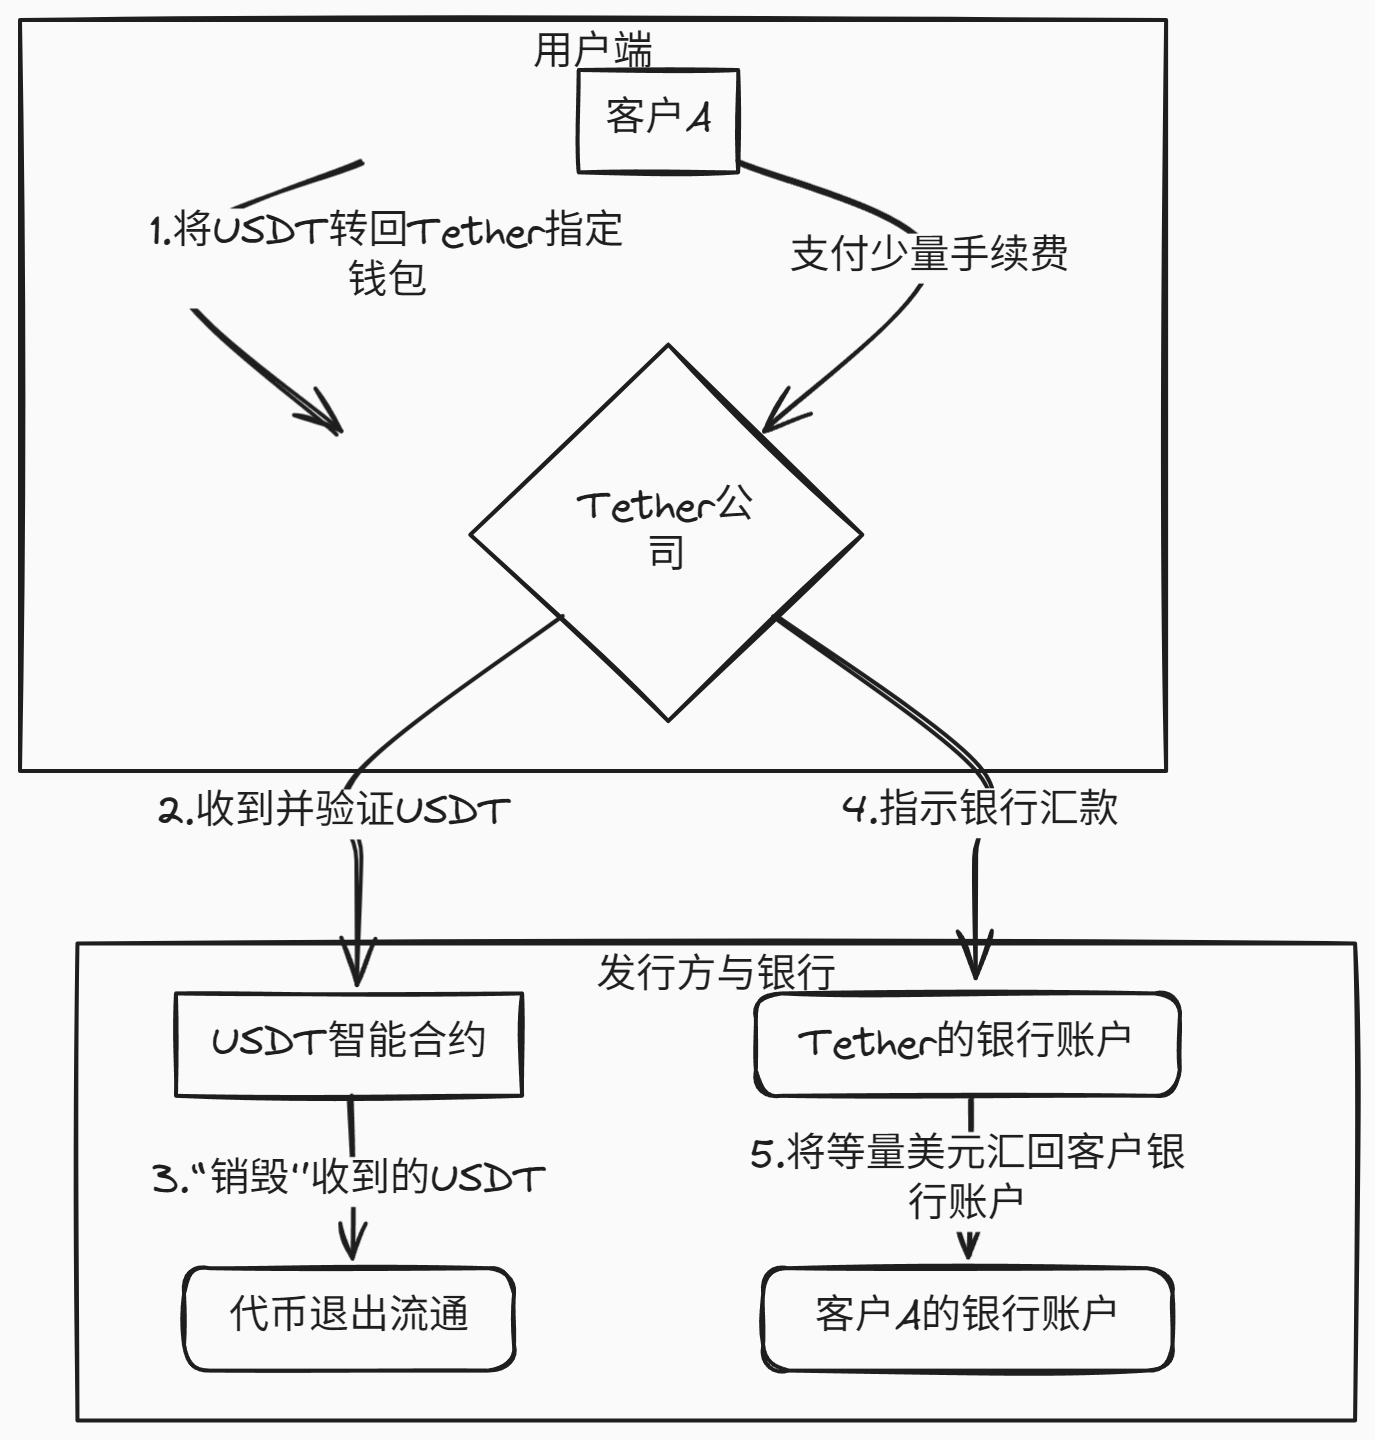 用户端
客户A
1.将USDT转回Tether指定
钱包
支付少量手续费
Tether公
司
2.收到并验证USDT
4.指示银行汇款
发行方与银行
USDT智能合约
Tether的银行账户
3.“销毁”收到的USDT
5.将等量美元汇回客户银
行账户
代币退出流通
客户A的银行账户